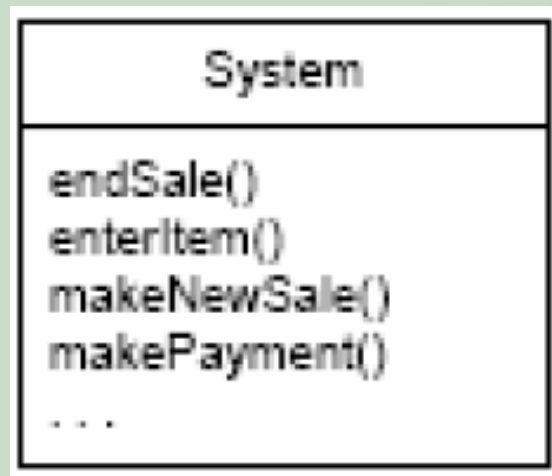 System
endSale()
enterItem()
makeNewSale()
makePayment()
. . .